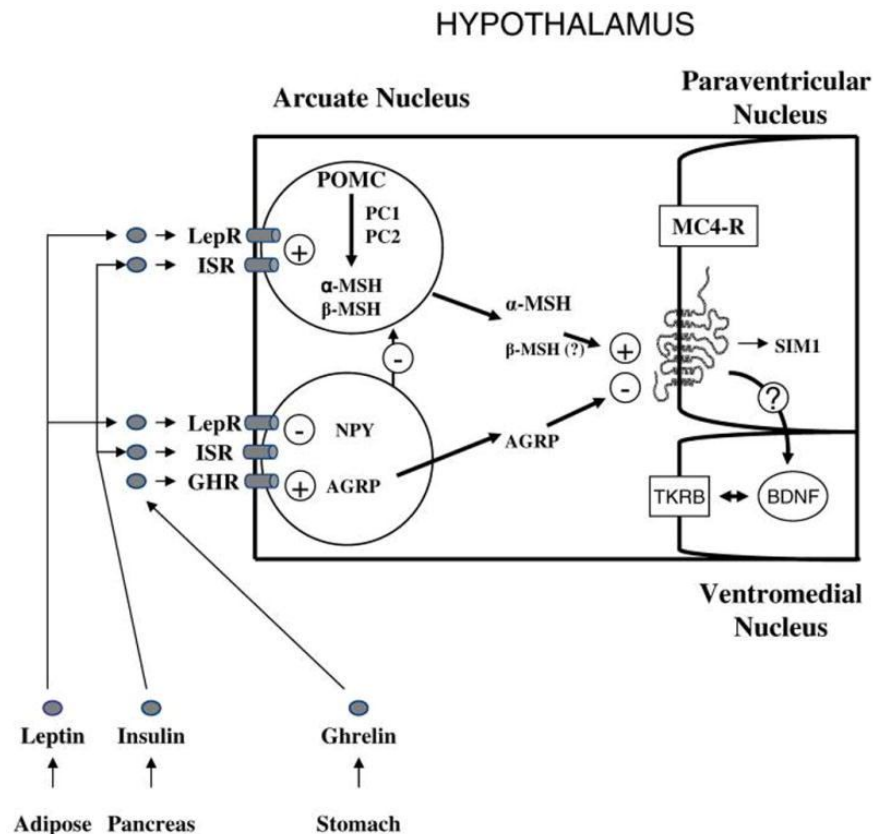 HYPOTHALAMUS
Arcuate Nucleus
Paraventricular
Nucleus
POMC
PC1
PC2
α-MSH
β-MSH
LepR
ISR
+
MC4-R
α-MSH
β-MSH (?)
+
-
SIM1
?
-
LepR
ISR
GHR
-
NPY
+
AGRP
AGRP
TKRB
BDNF
Ventromedial
Nucleus
Leptin
Insulin
Ghrelin
Adipose
Pancreas
Stomach